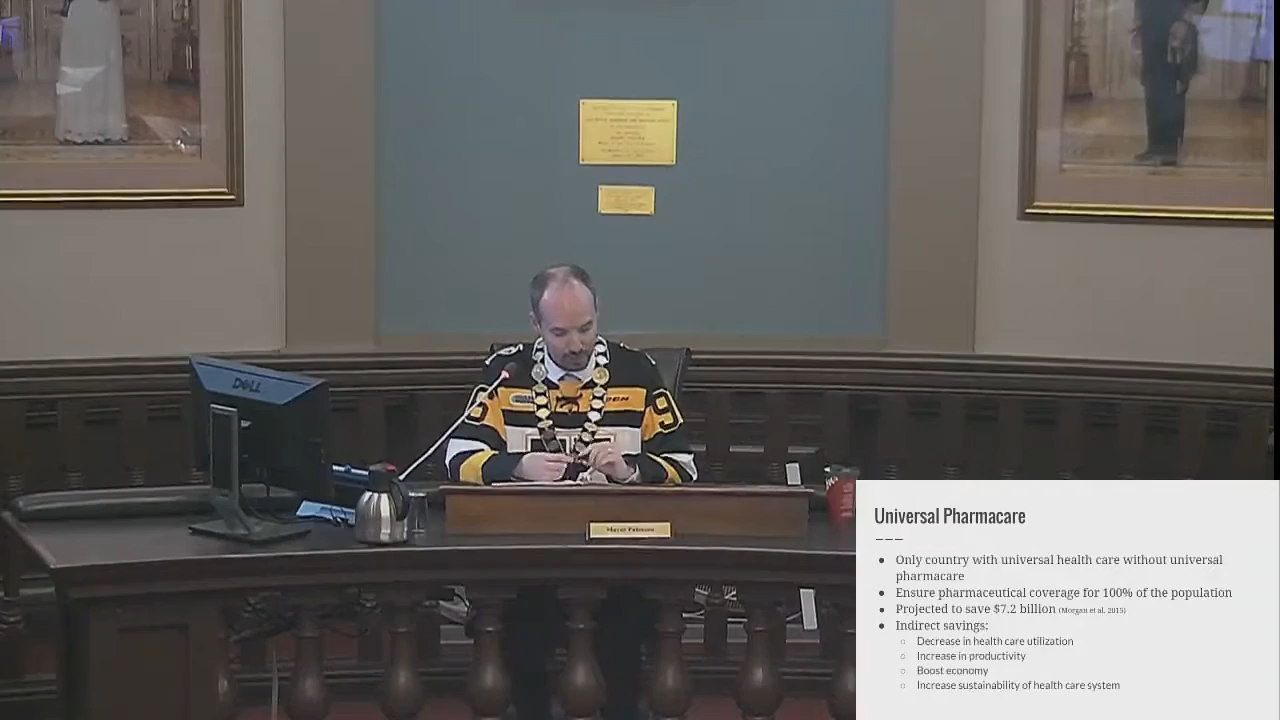 DELL
9
Mayor Paterson
Universal Pharmacare
Only country with universal health care without universal
pharmacare
Ensure pharmaceutical coverage for 100% of the population
Projected to save $7.2 billion (Morgan et al. 2015)
Indirect savings:
Decrease in health care utilization
Increase in productivity
Boost economy
Increase sustainability of health care system